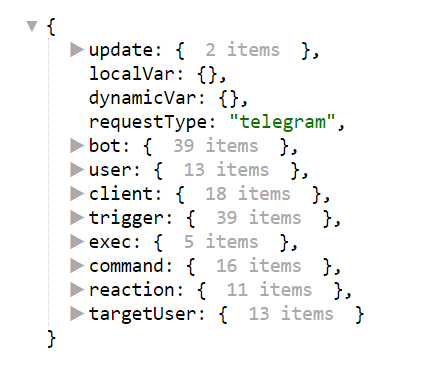 {
update: { 2 items },
localVar: {},
dynamicVar: {},
requestType: "telegram",
bot: { 39 items },
user: { 13 items },
client: { 18 items },
trigger: { 39 items },
exec: { 5 items },
command: { 16 items },
reaction: { 11 items },
targetUser: { 13 items }
}